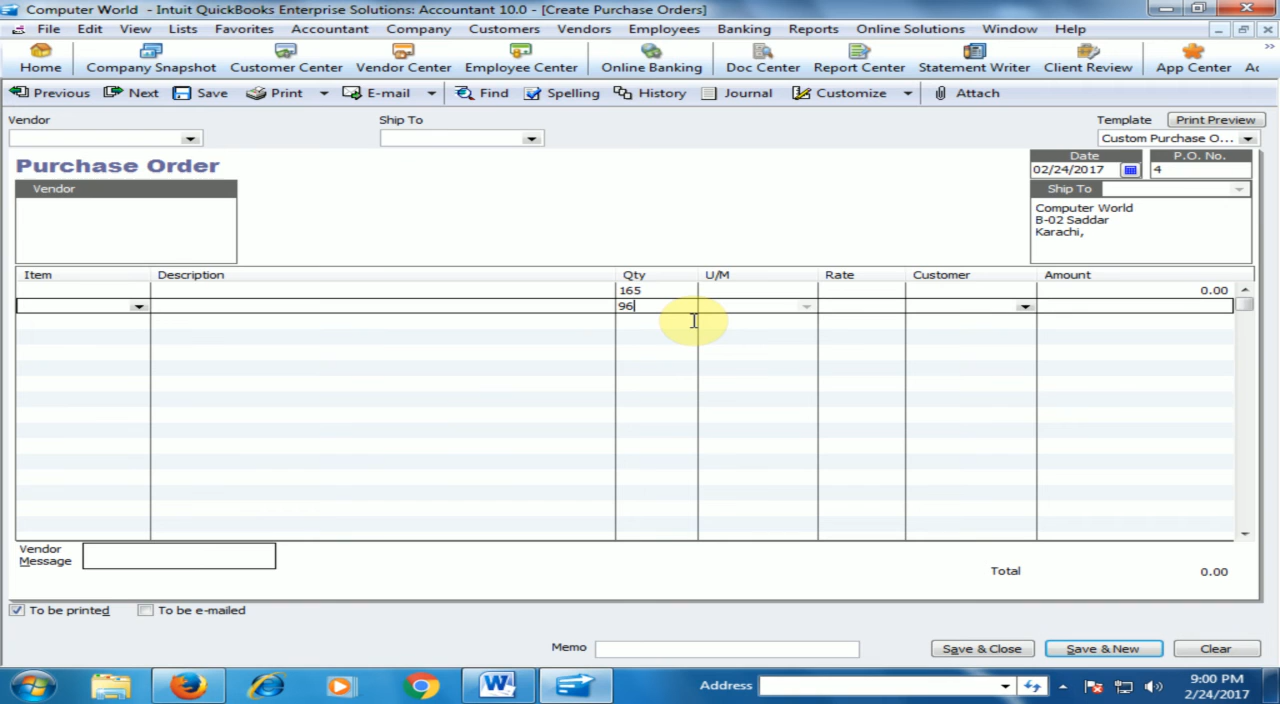 Computer World - Intuit QuickBooks Enterprise Solutions: Accountant 10.0 - [Create Purchase Orders]
File Edit View Lists Favorites Accountant Company Customers Vendors Employees Banking Reports Online Solutions Window Help
Home Company Snapshot Customer Center Vendor Center Employee Center Online Banking Doc Center Report Center Statement Writer Client Review App Center Ac
Previous Next Save Print E-mail Find Spelling History Journal Customize Attach
Vendor Ship To Template Print Preview
Custom Purchase O...
Purchase Order
Date P.O. No.
02/24/2017 4
Vendor
Ship To
Computer World
B-02 Saddar
Karachi,
Item Description Qty U/M Rate Customer Amount
165 0.00
96
Vendor
Message
Total 0.00
To be printed To be e-mailed
Memo Save & Close Save & New Clear
Address
9:00 PM
2/24/2017